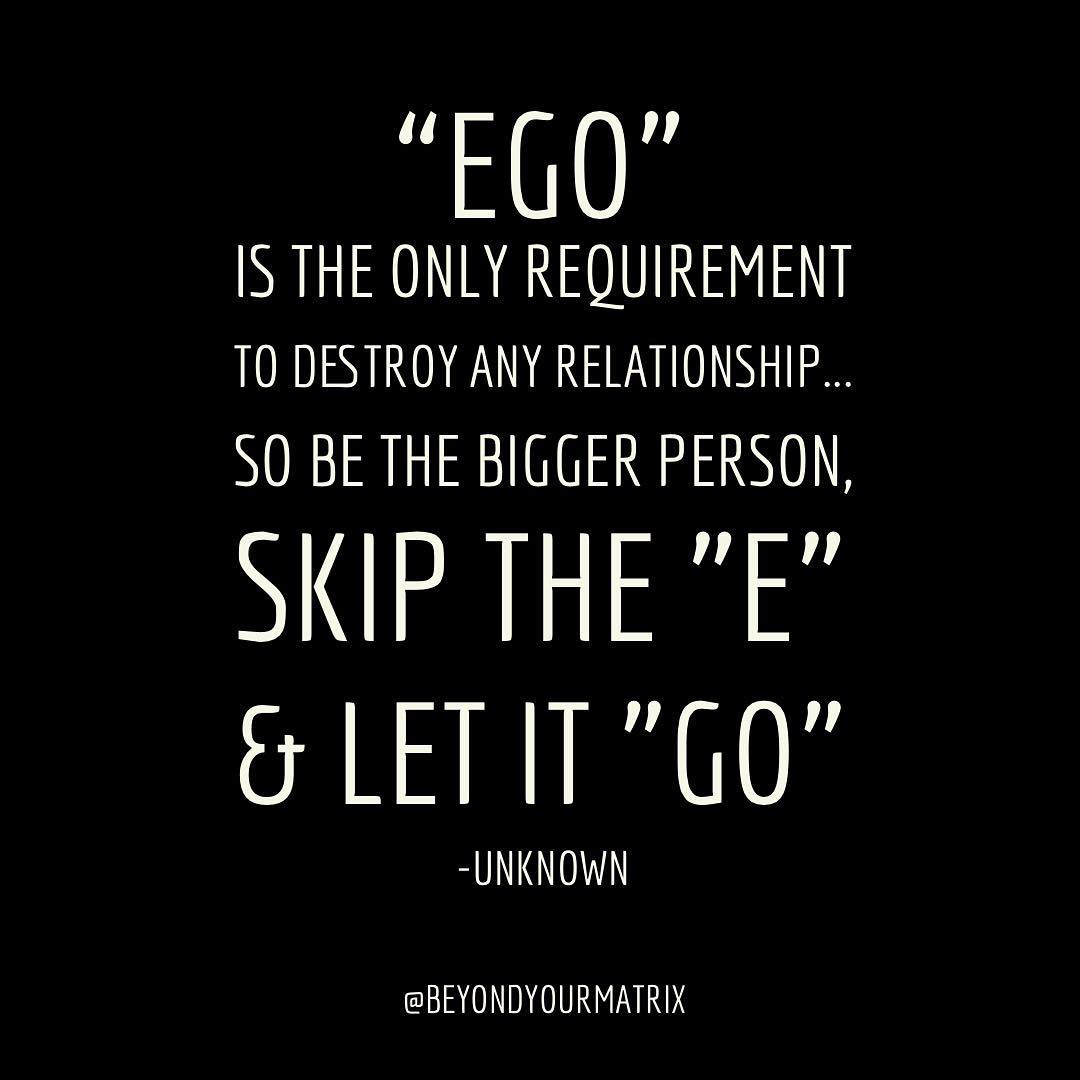 “EGO”
IS THE ONLY REQUIREMENT
TO DESTROY ANY RELATIONSHIP...
SO BE THE BIGGER PERSON,
SKIP THE ”E”
& LET IT ”GO”
-UNKNOWN
@BEYONDYOURMATRIX